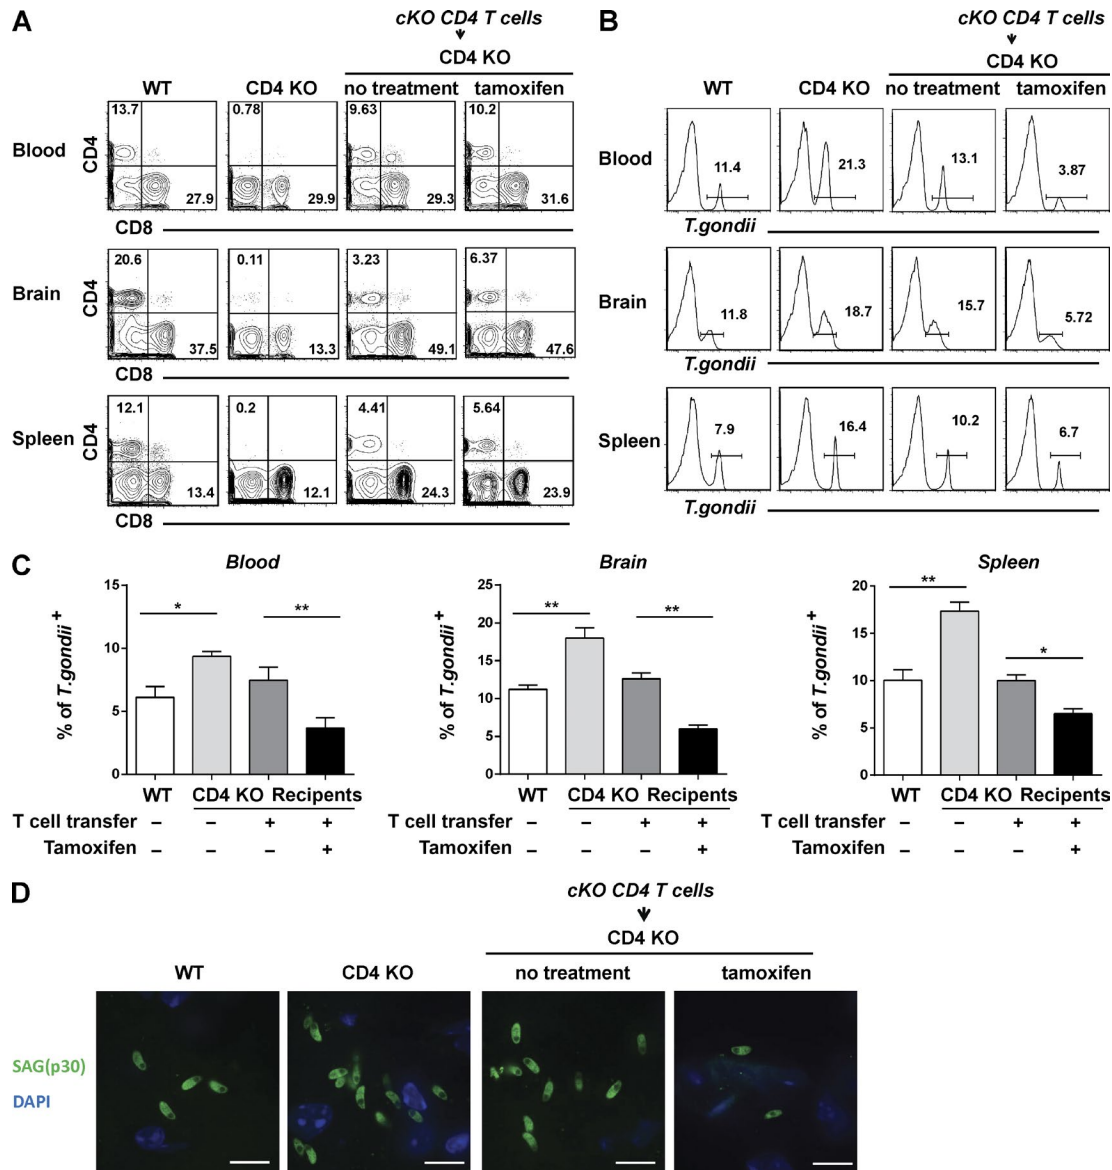 A
cKO CD4 T cells
CD4 KO
WT CD4 KO no treatment tamoxifen
Blood
CD4
13.7 0.78 9.63 10.2
27.9 29.9 29.3 31.6
CD8
Brain
CD4
20.6 0.11 3.23 6.37
37.5 13.3 49.1 47.6
CD8
Spleen
CD4
12.1 0.2 4.41 5.64
13.4 12.1 24.3 23.9
CD8
B
cKO CD4 T cells
CD4 KO
WT CD4 KO no treatment tamoxifen
Blood
11.4 21.3 13.1 3.87
T.gondii
Brain
11.8 18.7 15.7 5.72
T.gondii
Spleen
7.9 16.4 10.2 6.7
T.gondii
C
Blood
% of T.gondii +
15
10
5
0
* **
WT CD4 KO Recipents
T cell transfer – – + +
Tamoxifen – – – +
Brain
% of T.gondii +
25
20
15
10
5
0
** **
WT CD4 KO Recipents
T cell transfer – – + +
Tamoxifen – – – +
Spleen
% of T.gondii +
20
15
10
5
0
** *
WT CD4 KO Recipents
T cell transfer – – + +
Tamoxifen – – – +
D
cKO CD4 T cells
CD4 KO
WT CD4 KO no treatment tamoxifen
SAG(p30)
DAPI